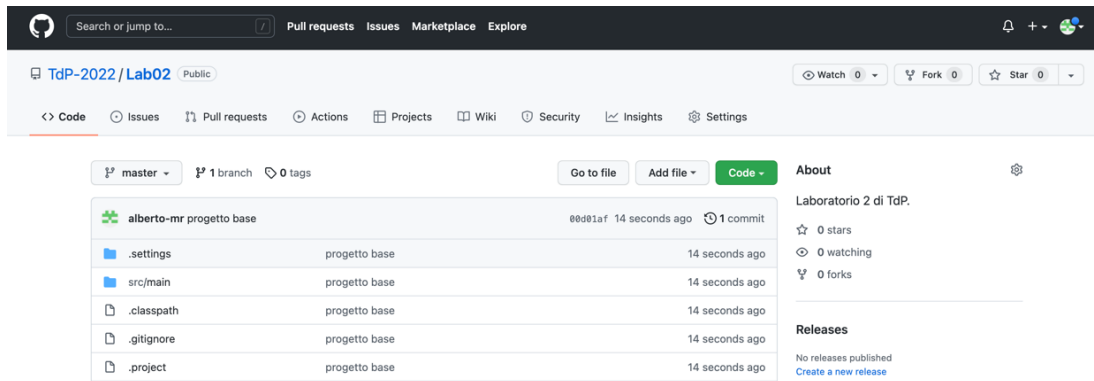 Search or jump to... /
Pull requests Issues Marketplace Explore
TdP-2022 / Lab02 Public
Watch 0 Fork 0 Star 0
<> Code Issues Pull requests Actions Projects Wiki Security Insights Settings
master 1 branch 0 tags
Go to file Add file Code
alberto-mr progetto base 00d01af 14 seconds ago 1 commit
.settings progetto base 14 seconds ago
src/main progetto base 14 seconds ago
.classpath progetto base 14 seconds ago
.gitignore progetto base 14 seconds ago
.project progetto base 14 seconds ago
About
Laboratorio 2 di TdP.
0 stars
0 watching
0 forks
Releases
No releases published
Create a new release